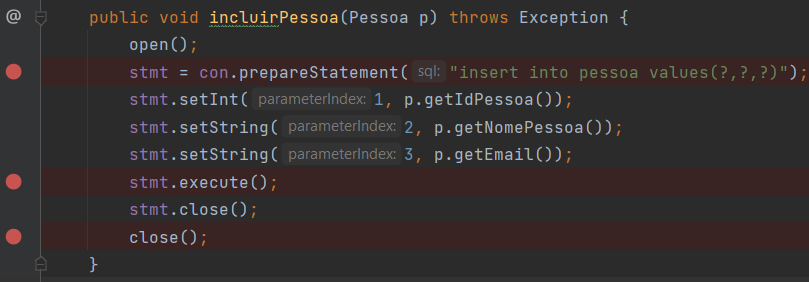 @ public void incluirPessoa(Pessoa p) throws Exception {
open();
stmt = con.prepareStatement( sql: "insert into pessoa values(?,?,?)");
stmt.setInt( parameterIndex: 1, p.getIdPessoa());
stmt.setString( parameterIndex: 2, p.getNomePessoa());
stmt.setString( parameterIndex: 3, p.getEmail());
stmt.execute();
stmt.close();
close();
}